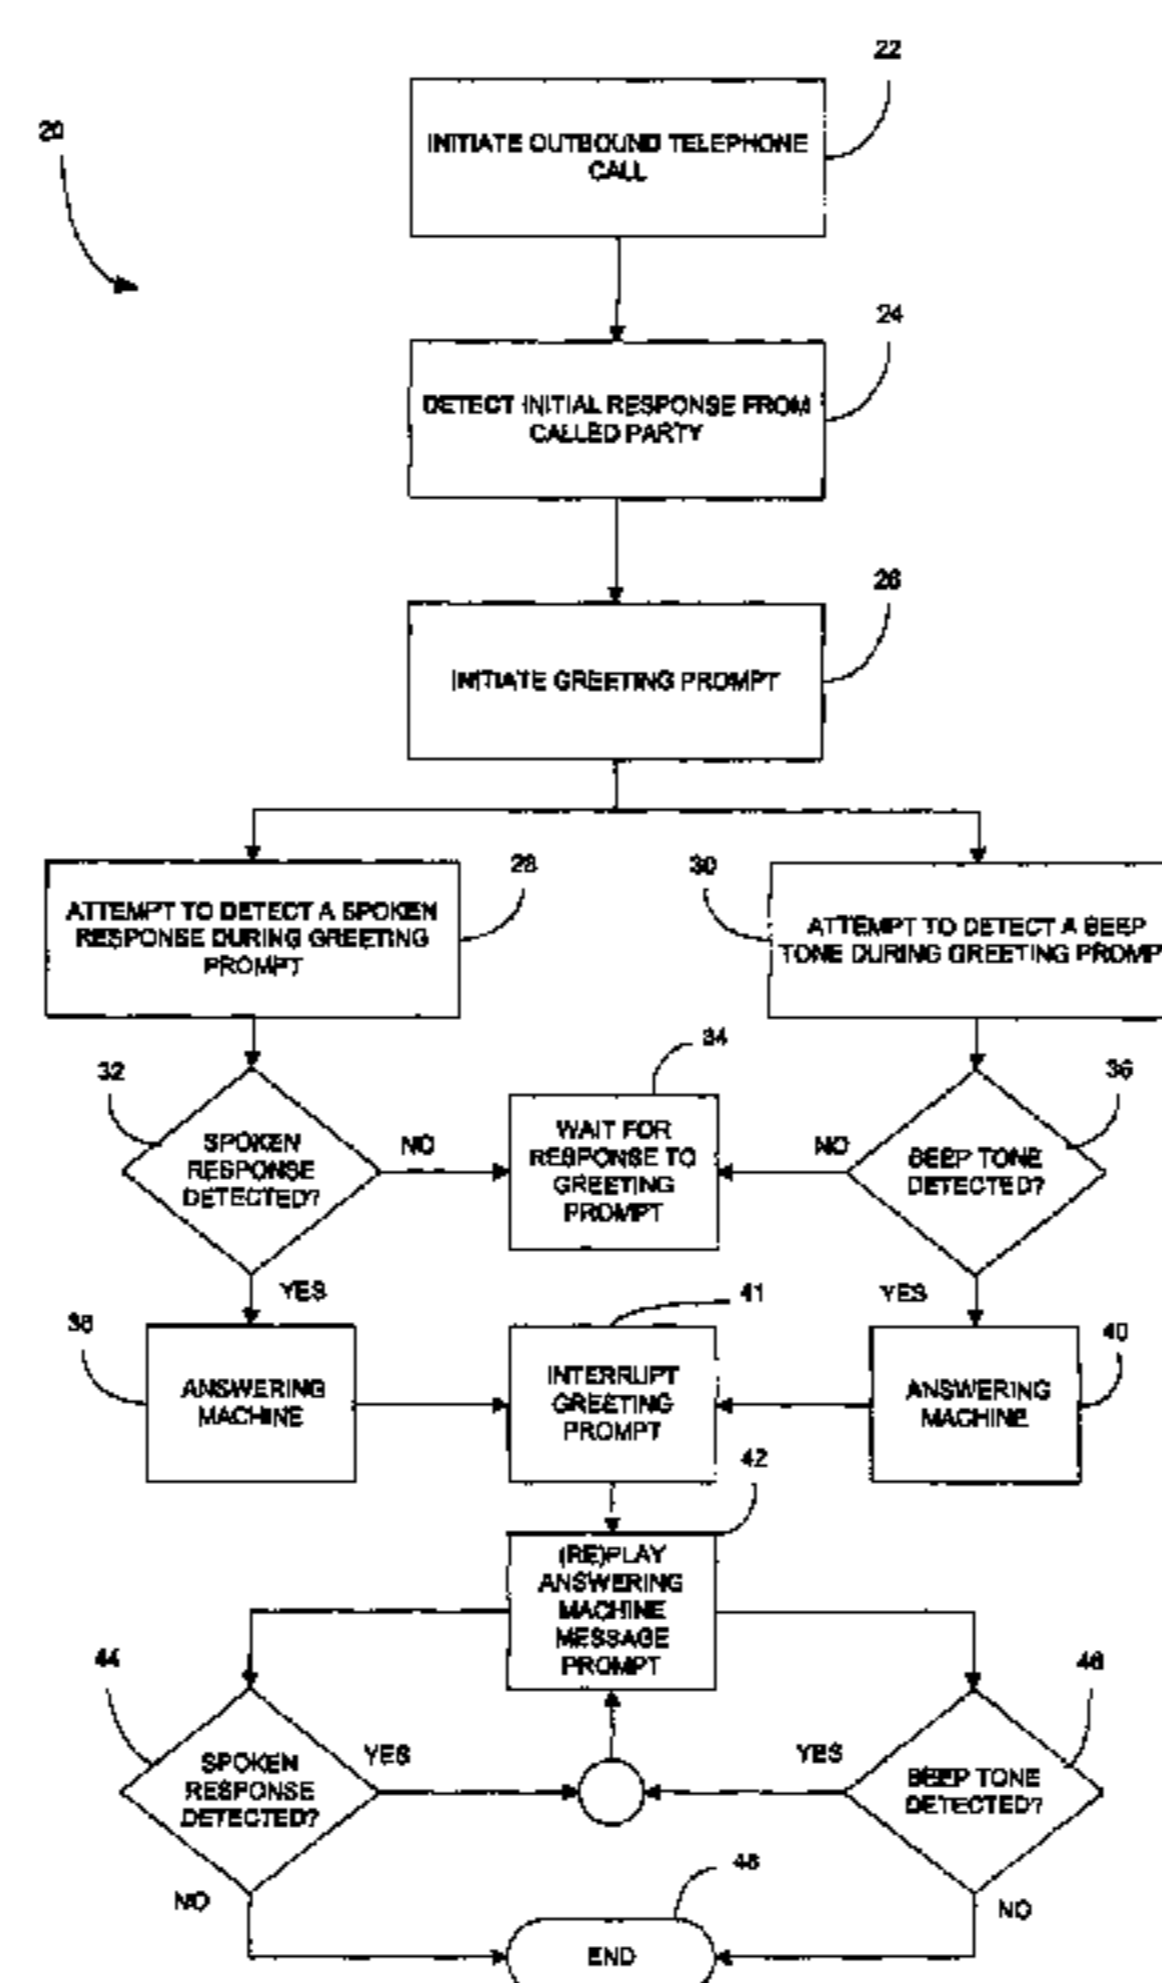 22
20
INITIATE OUTBOUND TELEPHONE
CALL
24
DETECT INITIAL RESPONSE FROM
CALLED PARTY
26
INITIATE GREETING PROMPT
28
30
ATTEMPT TO DETECT A SPOKEN
RESPONSE DURING GREETING
PROMPT
ATTEMPT TO DETECT A BEEP
TONE DURING GREETING PROMP
34
32
36
SPOKEN
RESPONSE
DETECTED?
NO
WAIT FOR
RESPONSE TO
GREETING
PROMPT
NO
BEEP TONE
DETECTED?
YES
YES
41
38
40
ANSWERING
MACHINE
INTERRUPT
GREETING
PROMPT
ANSWERING
MACHINE
42
(RE)PLAY
ANSWERING
MACHINE
MESSAGE
PROMPT
44
46
SPOKEN
RESPONSE
DETECTED?
YES
YES
BEEP TONE
DETECTED?
NO
48
NO
END